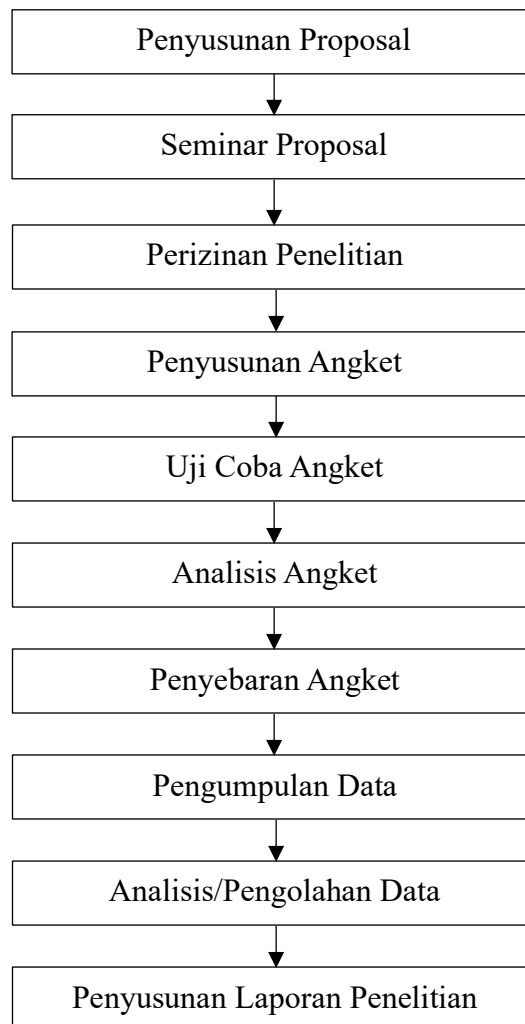 Penyusunan Proposal
Seminar Proposal
Perizinan Penelitian
Penyusunan Angket
Uji Coba Angket
Analisis Angket
Penyebaran Angket
Pengumpulan Data
Analisis/Pengolahan Data
Penyusunan Laporan Penelitian